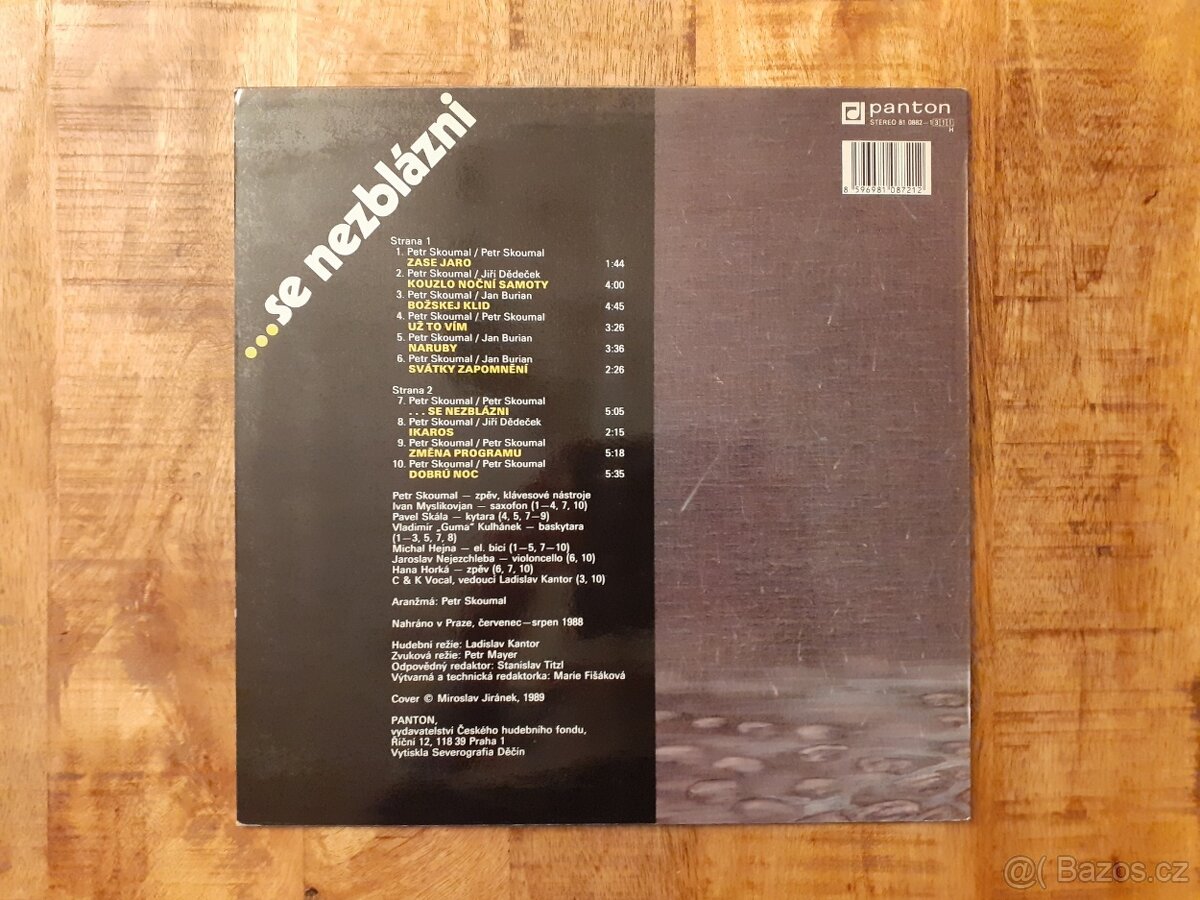 ...se nezblázni
panton
STEREO 81 0882-1 311
H
8 596981 087212
Strana 1
1. Petr Skoumal / Petr Skoumal
ZASE JARO 1:44
2. Petr Skoumal / Jiří Dědeček
KOUZLO NOČNÍ SAMOTY 4:00
3. Petr Skoumal / Jan Burian
BOŽSKEJ KLID 4:45
4. Petr Skoumal / Petr Skoumal
UŽ TO VÍM 3:26
5. Petr Skoumal / Jan Burian
NARUBY 3:36
6. Petr Skoumal / Jan Burian
SVÁTKY ZAPOMNĚNÍ 2:26
Strana 2
7. Petr Skoumal / Petr Skoumal
...SE NEZBLÁZNI 5:05
8. Petr Skoumal / Jiří Dědeček
IKAROS 2:15
9. Petr Skoumal / Petr Skoumal
ZMĚNA PROGRAMU 5:18
10. Petr Skoumal / Petr Skoumal
DOBRŮ NOC 5:35
Petr Skoumal — zpěv, klávesové nástroje
Ivan Myslikovjan — saxofon (1—4, 7, 10)
Pavel Skála — kytara (4, 5, 7—9)
Vladimír „Guma" Kulhánek — baskytara
(1—3, 5, 7, 8)
Michal Hejna — el. bicí (1—5, 7—10)
Jaroslav Nejezchleba — violoncello (6, 10)
Hana Horká — zpěv (6, 7, 10)
C & K Vocal, vedoucí Ladislav Kantor (3, 10)
Aranžmá: Petr Skoumal
Nahráno v Praze, červenec—srpen 1988
Hudební režie: Ladislav Kantor
Zvuková režie: Petr Mayer
Odpovědný redaktor: Stanislav Titzl
Výtvarná a technická redaktorka: Marie Fišáková
Cover © Miroslav Jiránek, 1989
PANTON,
vydavatelství Českého hudebního fondu,
Říční 12, 118 39 Praha 1
Vytiskla Severografia Děčín
@( Bazos.cz